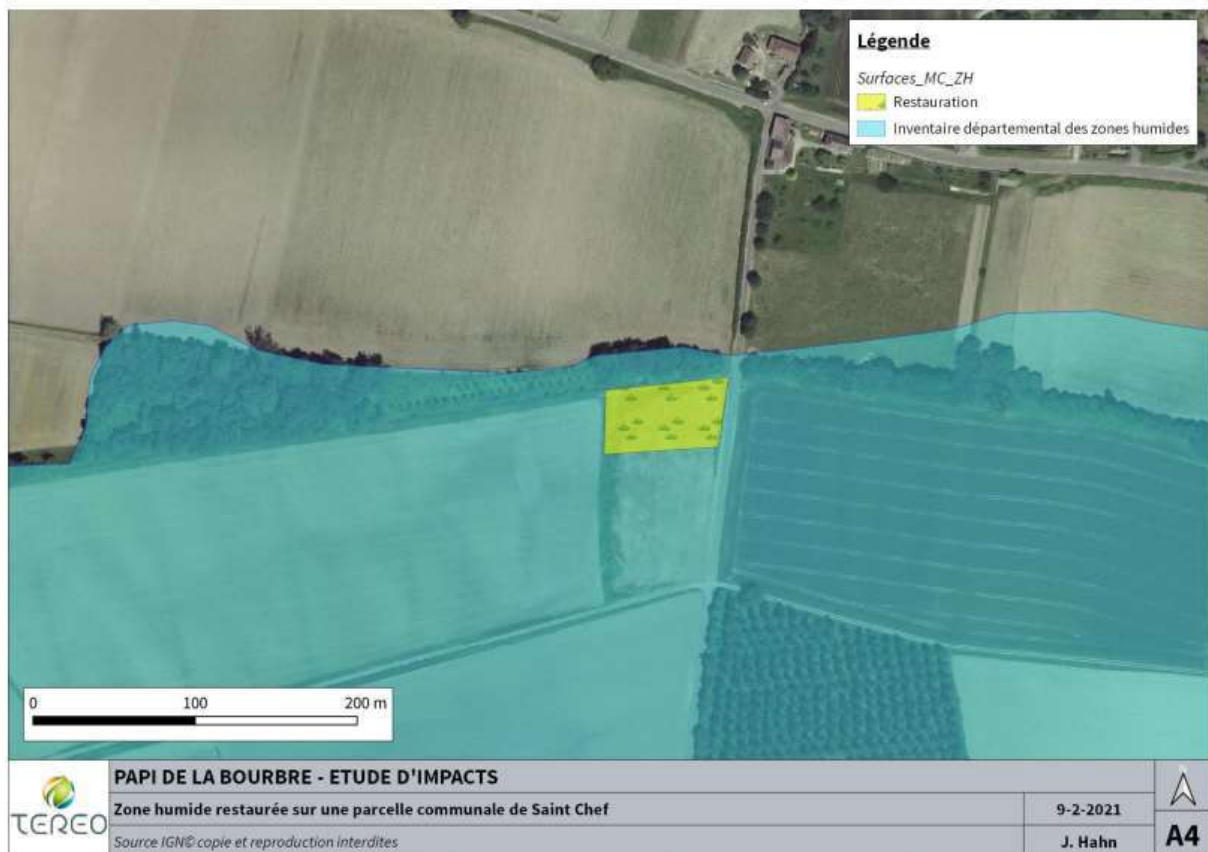 Légende
Surfaces_MC_ZH
Restauration
Inventaire départemental des zones humides
0 100 200 m
TEREO
PAPI DE LA BOURBRE - ETUDE D'IMPACTS
Zone humide restaurée sur une parcelle communale de Saint Chef
9-2-2021
Source IGN© copie et reproduction interdites
J. Hahn
A4